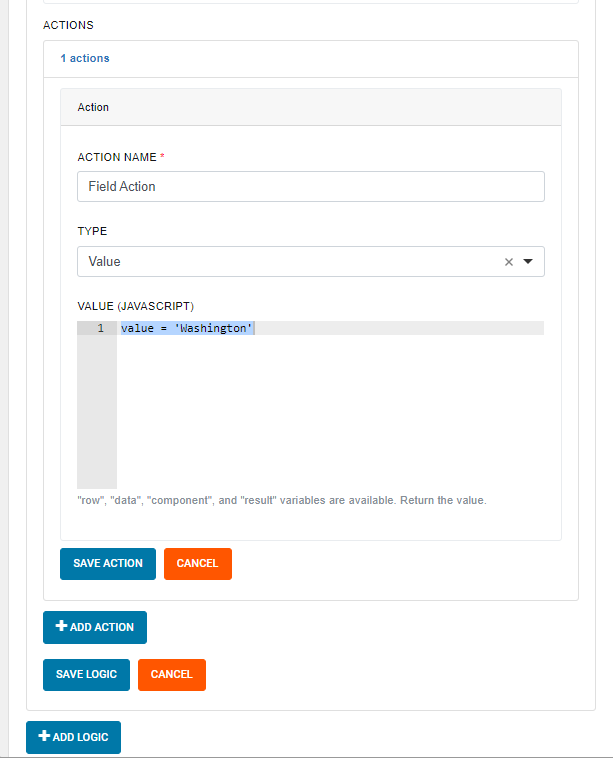 ACTIONS
1 actions
Action
ACTION NAME *
Field Action
TYPE
Value
VALUE (JAVASCRIPT)
1 value = 'Washington'
"row", "data", "component", and "result" variables are available. Return the value.
SAVE ACTION CANCEL
+ ADD ACTION
SAVE LOGIC CANCEL
+ ADD LOGIC